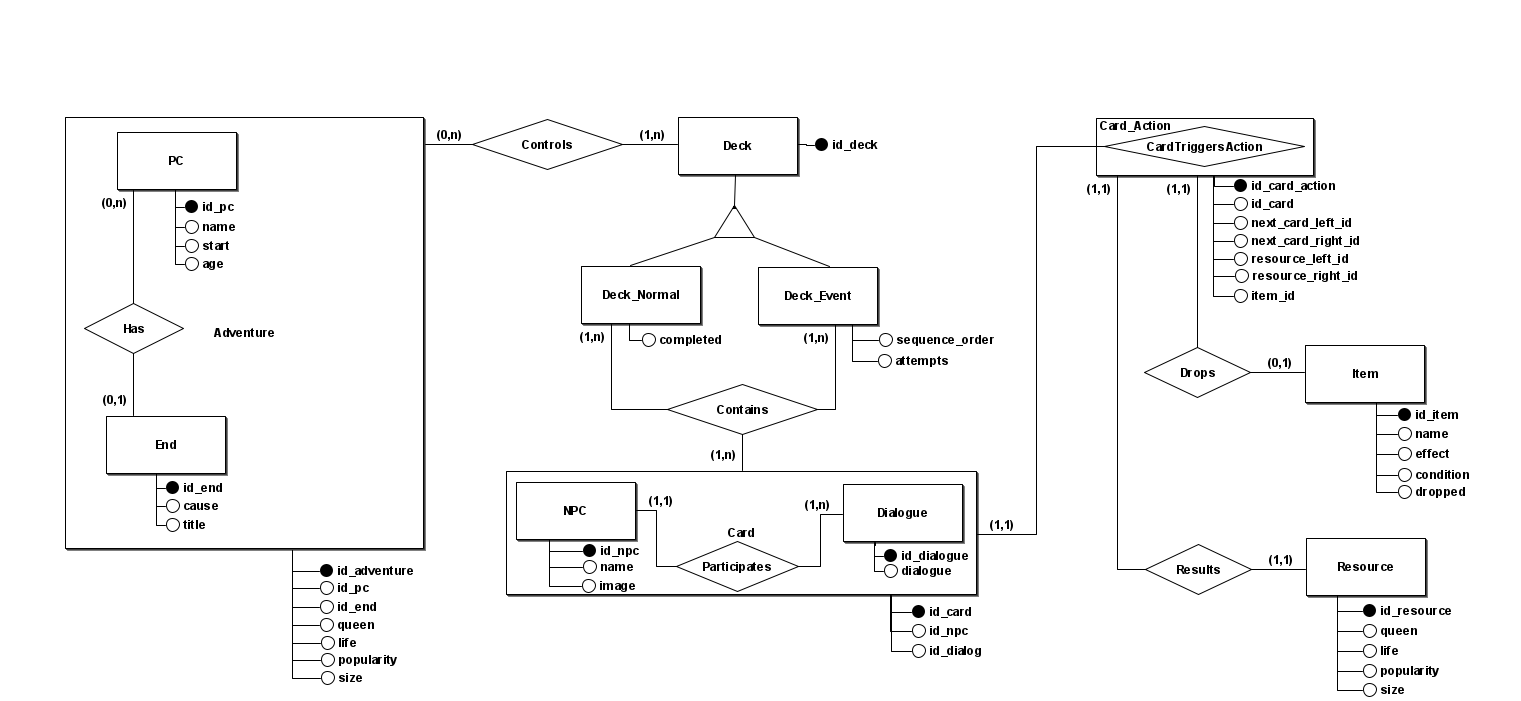 PC
(0,n)
id_pc
name
start
age
Has
Adventure
(0,1)
End
id_end
cause
title
id_adventure
id_pc
id_end
queen
life
popularity
size
(0,n)
Controls
(1,n)
Deck
id_deck
Deck_Normal
Deck_Event
(1,n)
completed
(1,n)
sequence_order
attempts
Contains
(1,n)
NPC
(1,1)
(1,n)
Dialogue
Card
Participates
id_npc
name
image
id_dialogue
dialogue
id_card
id_npc
id_dialog
(1,1)
Card_Action
CardTriggersAction
(1,1)
(1,1)
id_card_action
id_card
next_card_left_id
next_card_right_id
resource_left_id
resource_right_id
item_id
Drops
(0,1)
Item
id_item
name
effect
condition
dropped
Results
(1,1)
Resource
id_resource
queen
life
popularity
size